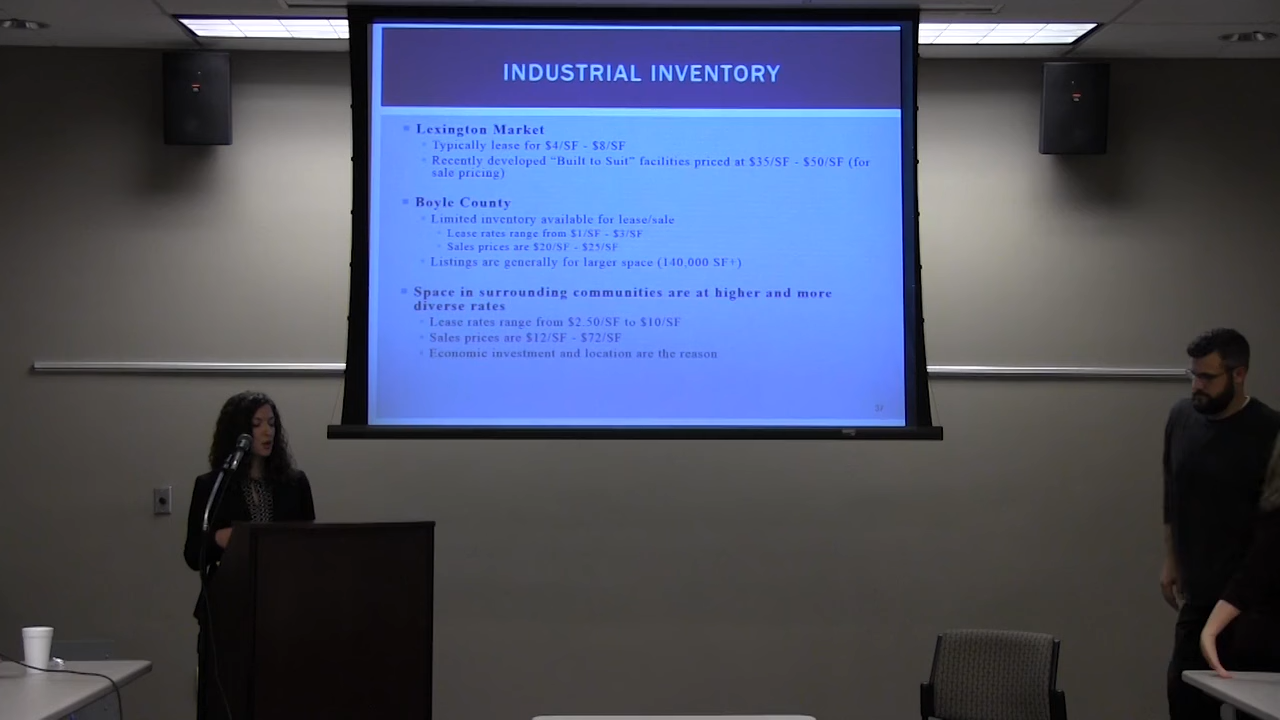 INDUSTRIAL INVENTORY
Lexington Market
Typically lease for $4/SF - $8/SF
Recently developed “Built to Suit” facilities priced at $35/SF - $50/SF (for
sale pricing)
Boyle County
Limited inventory available for lease/sale
Lease rates range from $1/SF - $3/SF
Sales prices are $20/SF - $25/SF
Listings are generally for larger space (140,000 SF+)
Space in surrounding communities are at higher and more
diverse rates
Lease rates range from $2.50/SF to $10/SF
Sales prices are $12/SF - $72/SF
Economic investment and location are the reason